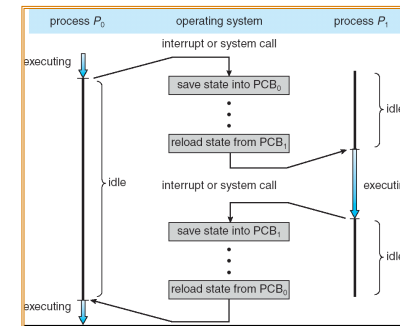 process P0 operating system process P1
interrupt or system call
executing
save state into PCB0
idle
reload state from PCB1
idle
interrupt or system call
save state into PCB1
reload state from PCB0
executing